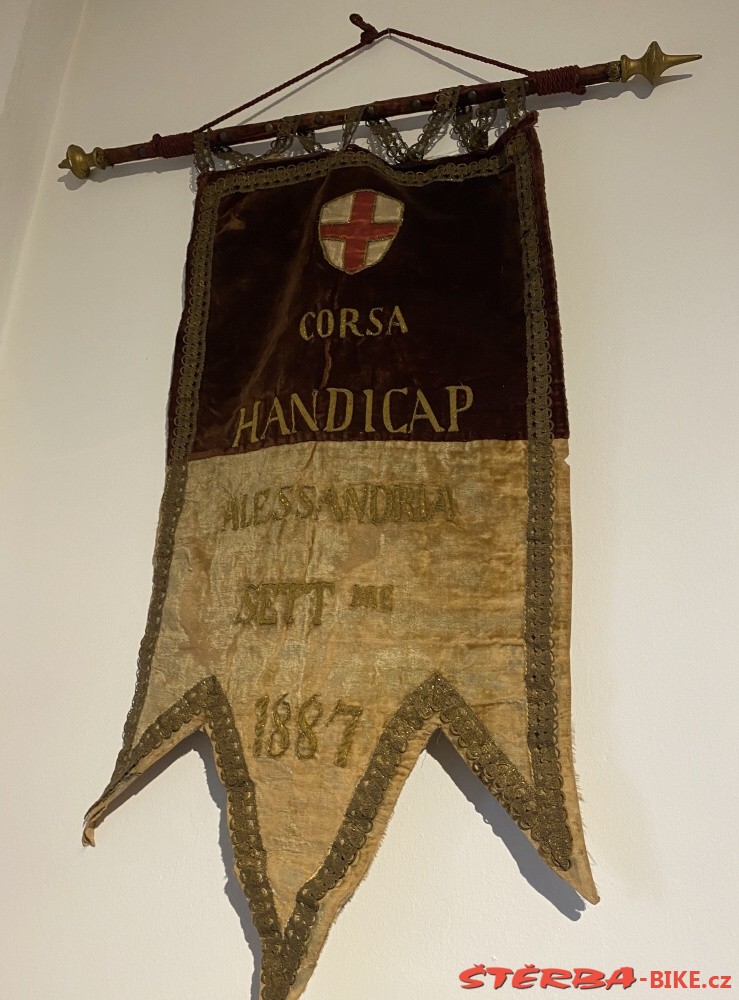 CORSA
HANDICAP
ALESSANDRIA
SETT BRE
1887
ŠTĚRBA-BIKE.cz